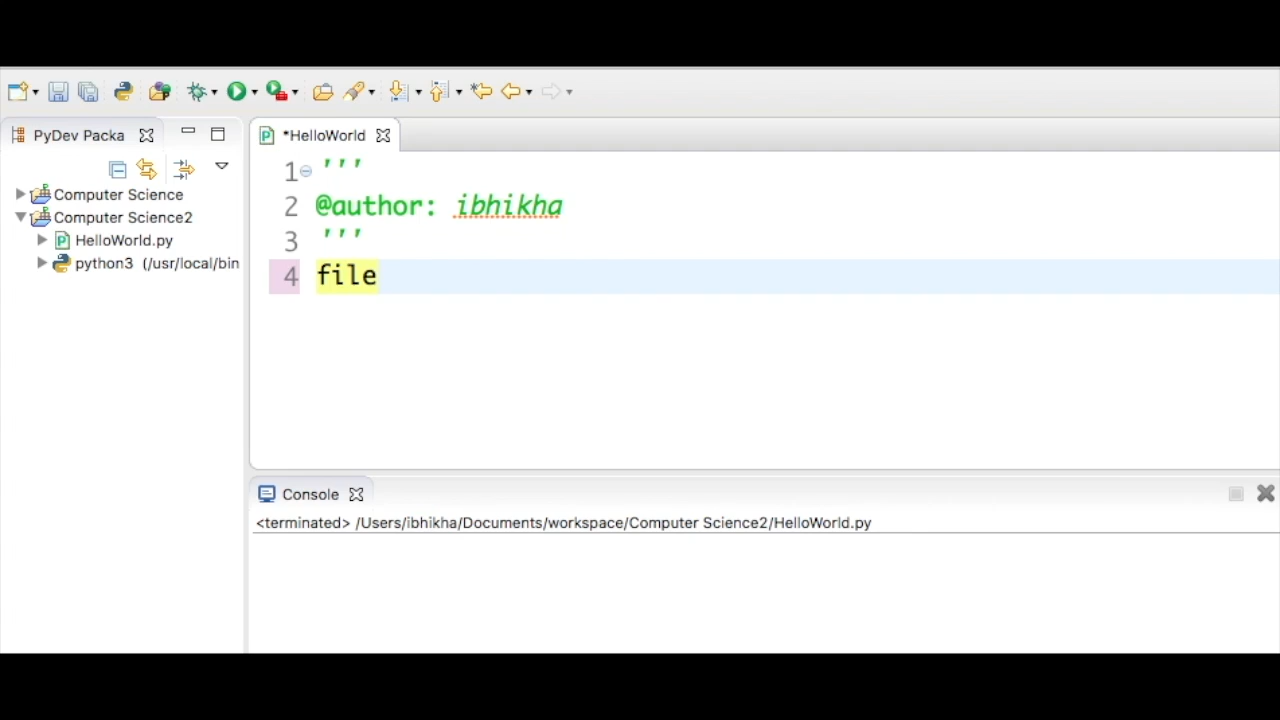 PyDev Packa
*HelloWorld
Computer Science
Computer Science2
HelloWorld.py
python3 (/usr/local/bin
1 '''
2 @author: ibhikha
3 '''
4 file
Console
<terminated> /Users/ibhikha/Documents/workspace/Computer Science2/HelloWorld.py